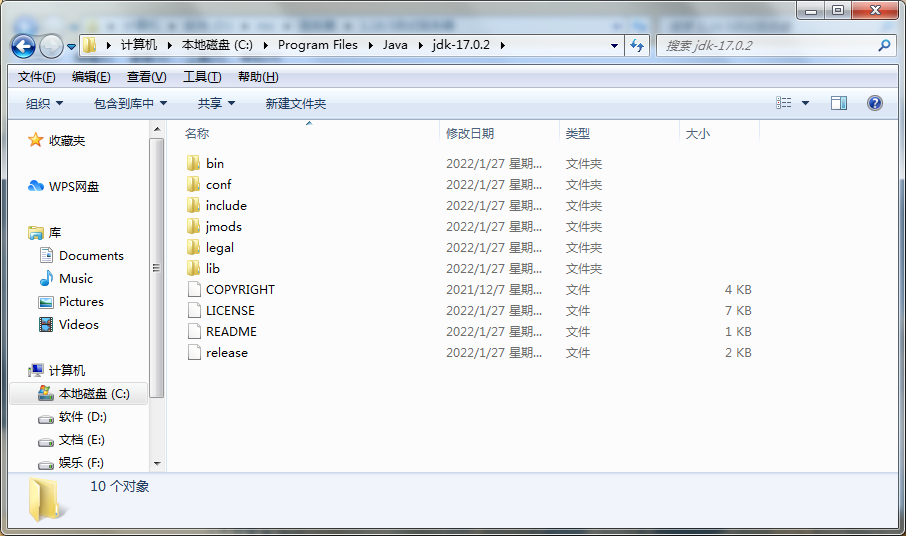 计算机 本地磁盘 (C:) Program Files Java jdk-17.0.2 搜索 jdk-17.0.2
文件(F) 编辑(E) 查看(V) 工具(T) 帮助(H)
组织 包含到库中 共享 新建文件夹
收藏夹
WPS网盘
库
Documents
Music
Pictures
Videos
计算机
本地磁盘 (C:)
软件 (D:)
文档 (E:)
娱乐 (F:)
名称 修改日期 类型 大小
bin 2022/1/27 星期... 文件夹
conf 2022/1/27 星期... 文件夹
include 2022/1/27 星期... 文件夹
jmods 2022/1/27 星期... 文件夹
legal 2022/1/27 星期... 文件夹
lib 2022/1/27 星期... 文件夹
COPYRIGHT 2021/12/7 星期... 文件 4 KB
LICENSE 2022/1/27 星期... 文件 7 KB
README 2022/1/27 星期... 文件 1 KB
release 2022/1/27 星期... 文件 2 KB
10 个对象